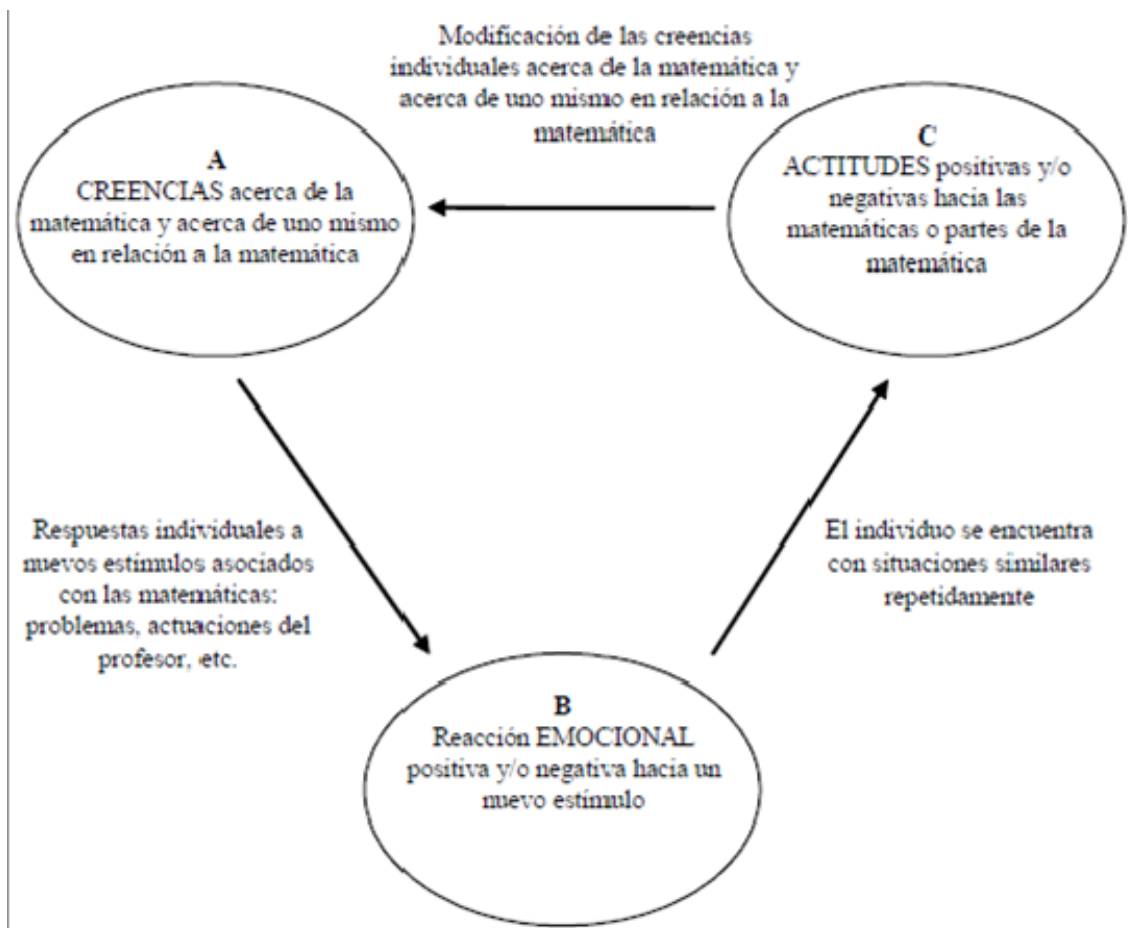 Modificación de las creencias
individuales acerca de la matemática y
acerca de uno mismo en relación a la
matemática
A
CREENCIAS acerca de la
matemática y acerca de uno mismo
en relación a la matemática
C
ACTITUDES positivas y/o
negativas hacia las
matemáticas o partes de la
matemática
Respuestas individuales a
nuevos estímulos asociados
con las matemáticas:
problemas, actuaciones del
profesor, etc.
El individuo se encuentra
con situaciones similares
repetidamente
B
Reacción EMOCIONAL
positiva y/o negativa hacia un
nuevo estímulo